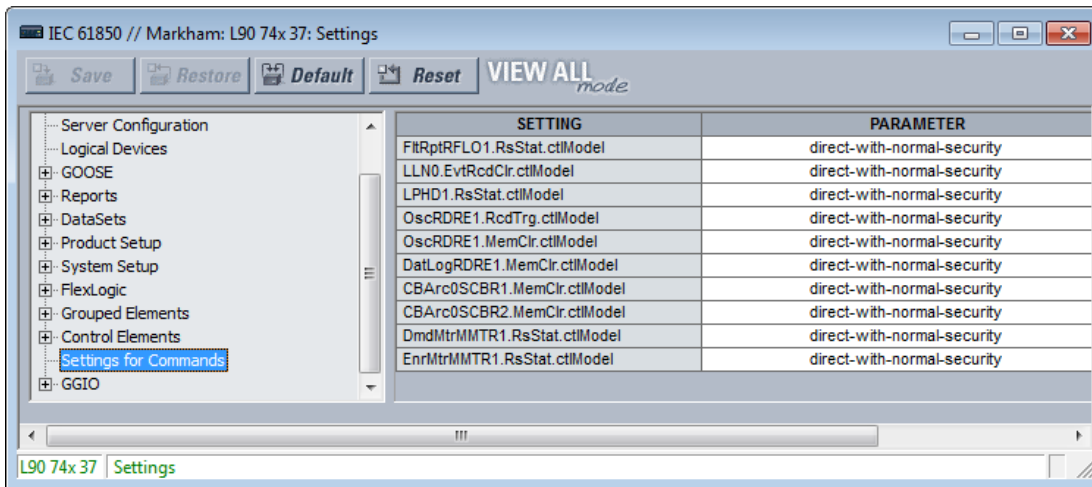 IEC 61850 // Markham: L90 74x 37: Settings
Save Restore Default Reset VIEW ALL mode
Server Configuration
Logical Devices
GOOSE
Reports
DataSets
Product Setup
System Setup
FlexLogic
Grouped Elements
Control Elements
Settings for Commands
GGIO
SETTING PARAMETER
FltRptRFLO1.RsStat.ctlModel direct-with-normal-security
LLN0.EvtRcdClr.ctlModel direct-with-normal-security
LPHD1.RsStat.ctlModel direct-with-normal-security
OscRDRE1.RcdTrg.ctlModel direct-with-normal-security
OscRDRE1.MemClr.ctlModel direct-with-normal-security
DatLogRDRE1.MemClr.ctlModel direct-with-normal-security
CBArc0SCBR1.MemClr.ctlModel direct-with-normal-security
CBArc0SCBR2.MemClr.ctlModel direct-with-normal-security
DmdMtrMMTR1.RsStat.ctlModel direct-with-normal-security
EnrMtrMMTR1.RsStat.ctlModel direct-with-normal-security
L90 74x 37 Settings